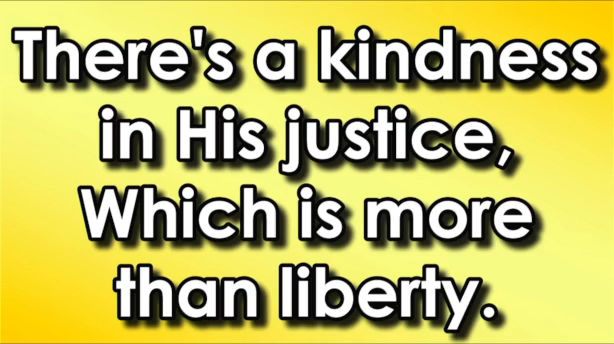 There's a kindness
in His justice,
Which is more
than liberty.